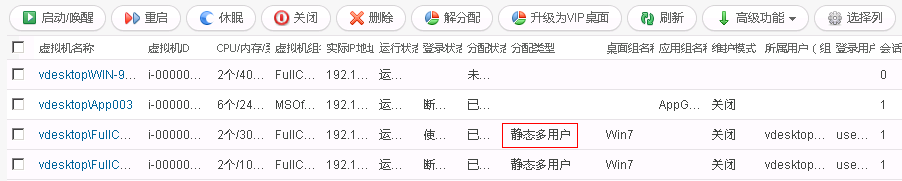 启动/唤醒 重启 休眠 关闭 删除 解分配 升级为VIP桌面 刷新 高级功能 选择列
虚拟机名称 虚拟机ID CPU/内存/ 虚拟机组 实际IP地址 运行状态 登录状态 分配状态 分配类型 桌面组名称 应用组名称 维护模式 所属用户（组 登录用户 会话
vdesktop\WIN-9... i-00000... 2个/40... FullC... 192.1... 运... 未... 0
vdesktop\App003 i-00000... 6个/24... MSOf... 192.1... 运... 断... 已... AppG... 关闭 1
vdesktop\FullC... i-00000... 2个/30... FullC... 192.1... 运... 使... 已... 静态多用户 Win7 关闭 vdesktop... use... 1
vdesktop\FullC... i-00000... 2个/10... FullC... 192.1... 运... 断... 已... 静态多用户 Win7 关闭 vdesktop... use... 1